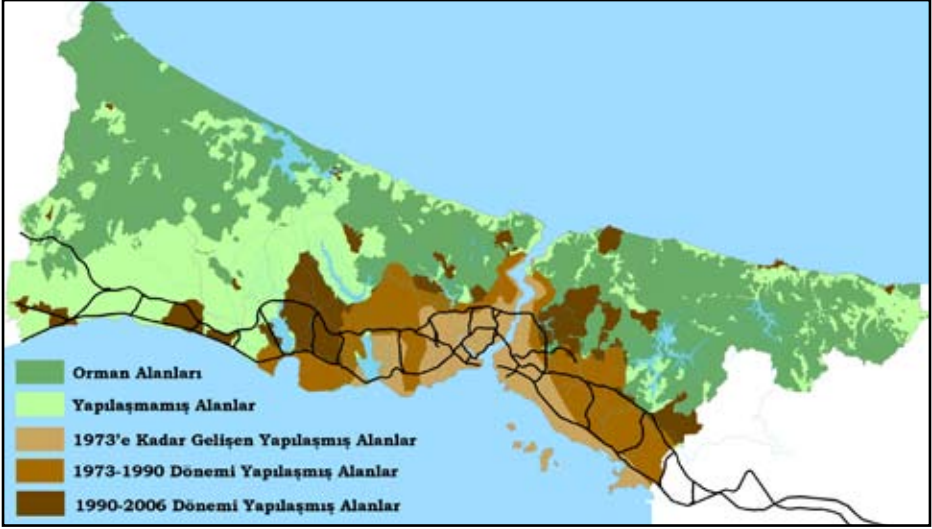 Orman Alanları
Yapılaşmamış Alanlar
1973'e Kadar Gelişen Yapılaşmış Alanlar
1973-1990 Dönemi Yapılaşmış Alanlar
1990-2006 Dönemi Yapılaşmış Alanlar